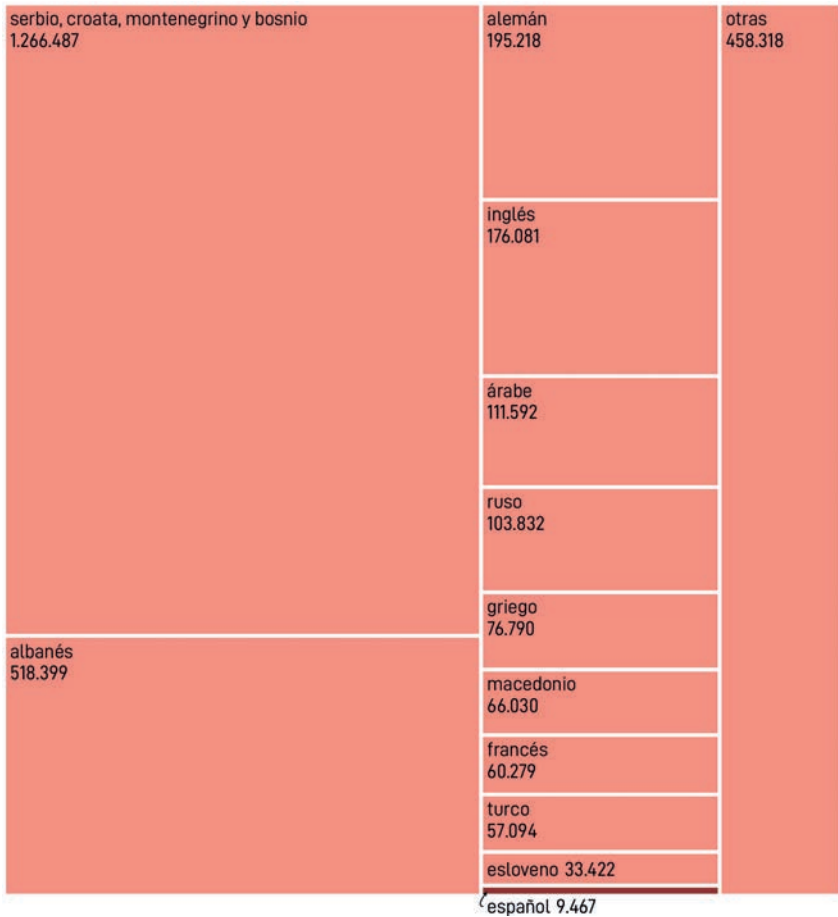 serbio, croata, montenegrino y bosnio
1.266.487
albanés
518.399
alemán
195.218
inglés
176.081
árabe
111.592
ruso
103.832
griego
76.790
macedonio
66.030
francés
60.279
turco
57.094
esloveno 33.422
español 9.467
otras
458.318